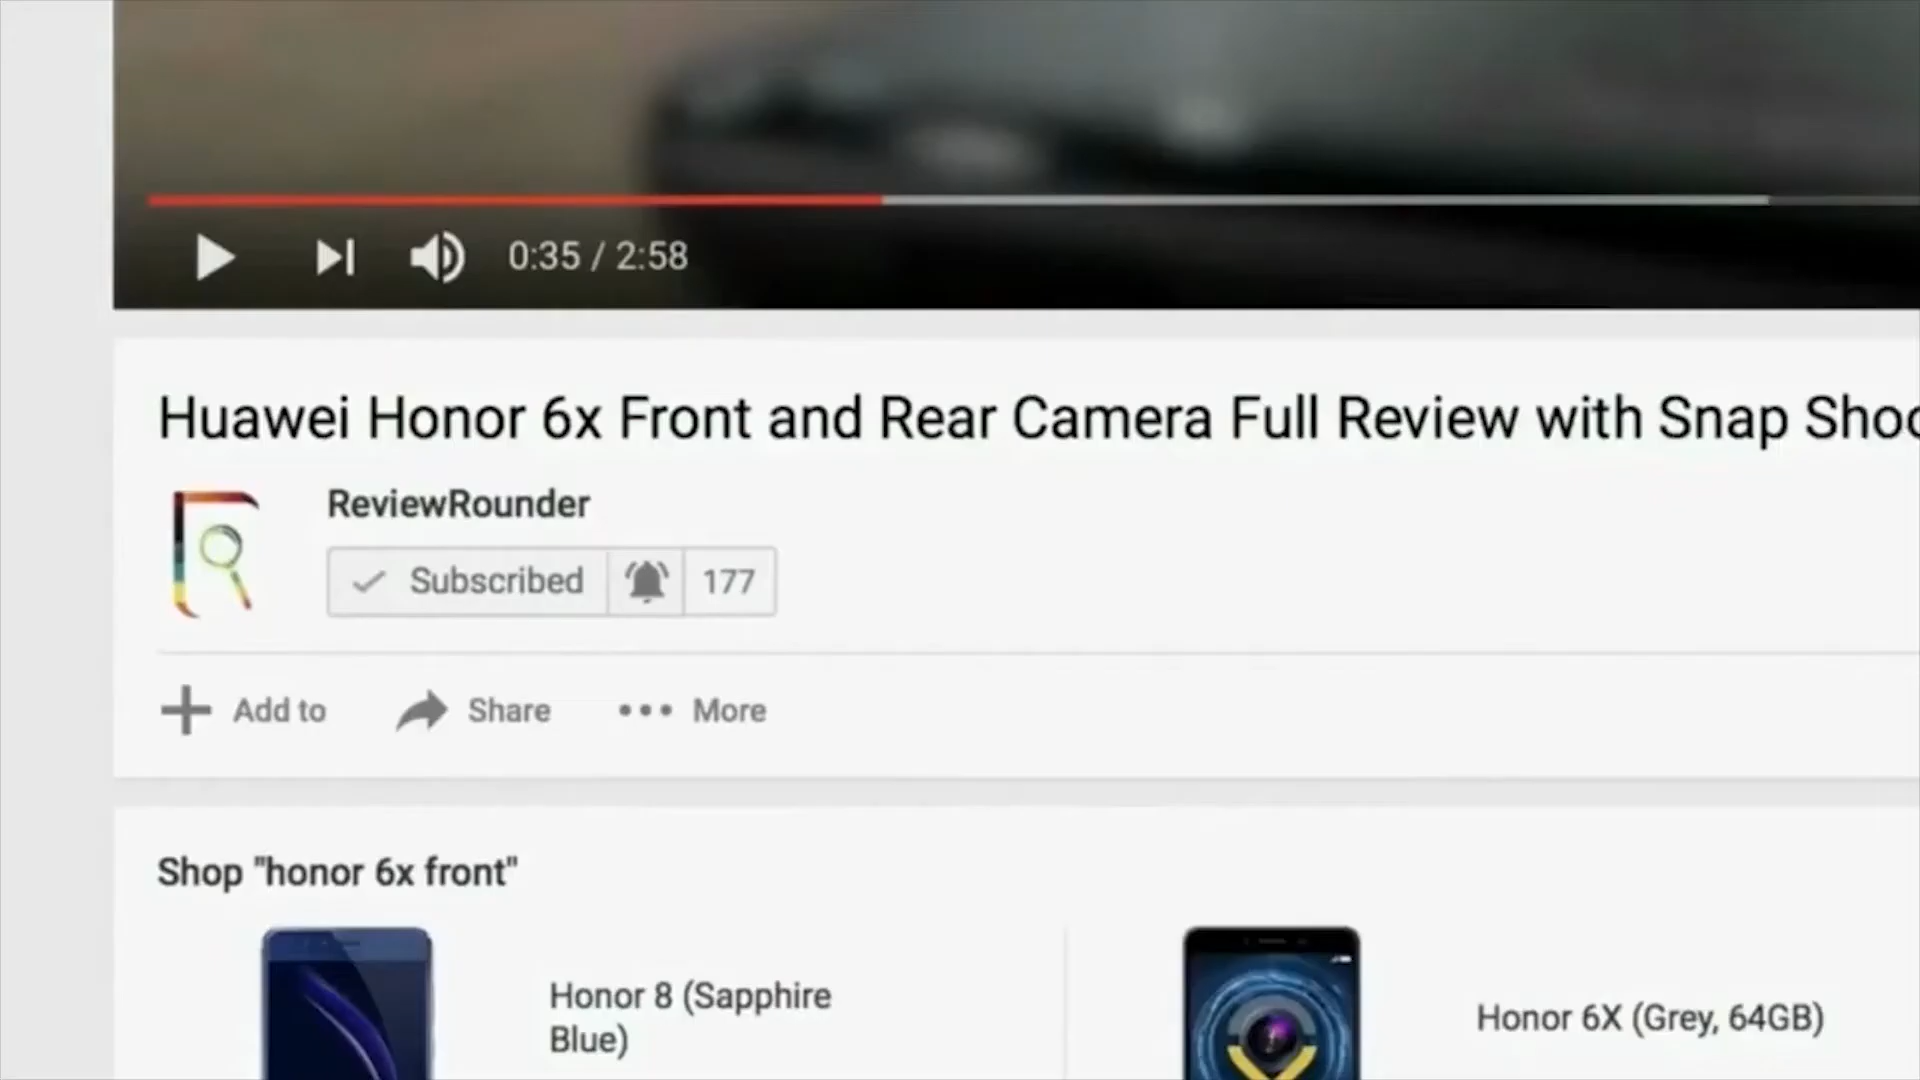 0:35 / 2:58
Huawei Honor 6x Front and Rear Camera Full Review with Snap Shoo
ReviewRounder
Subscribed 177
Add to Share More
Shop "honor 6x front"
Honor 8 (Sapphire
Blue)
Honor 6X (Grey, 64GB)